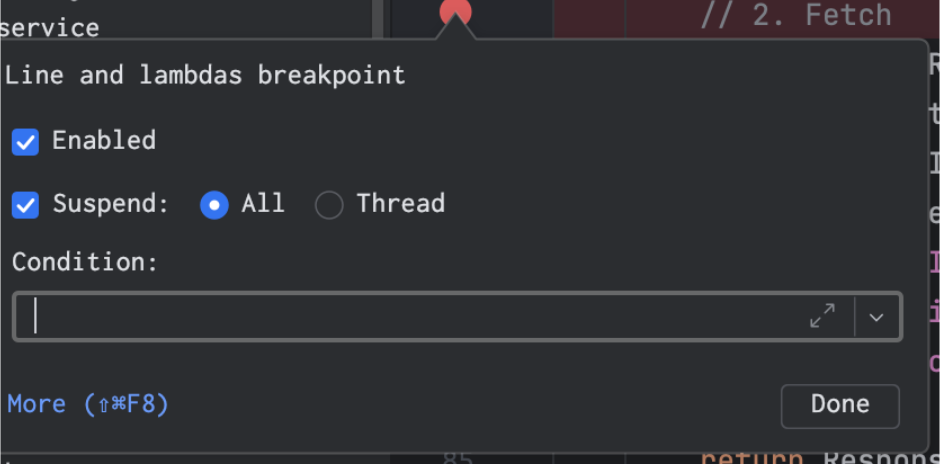 service
// 2. Fetch
Line and lambdas breakpoint
Enabled
Suspend: All Thread
Condition:
More (⇧⌘F8)
Done
85
return Respons